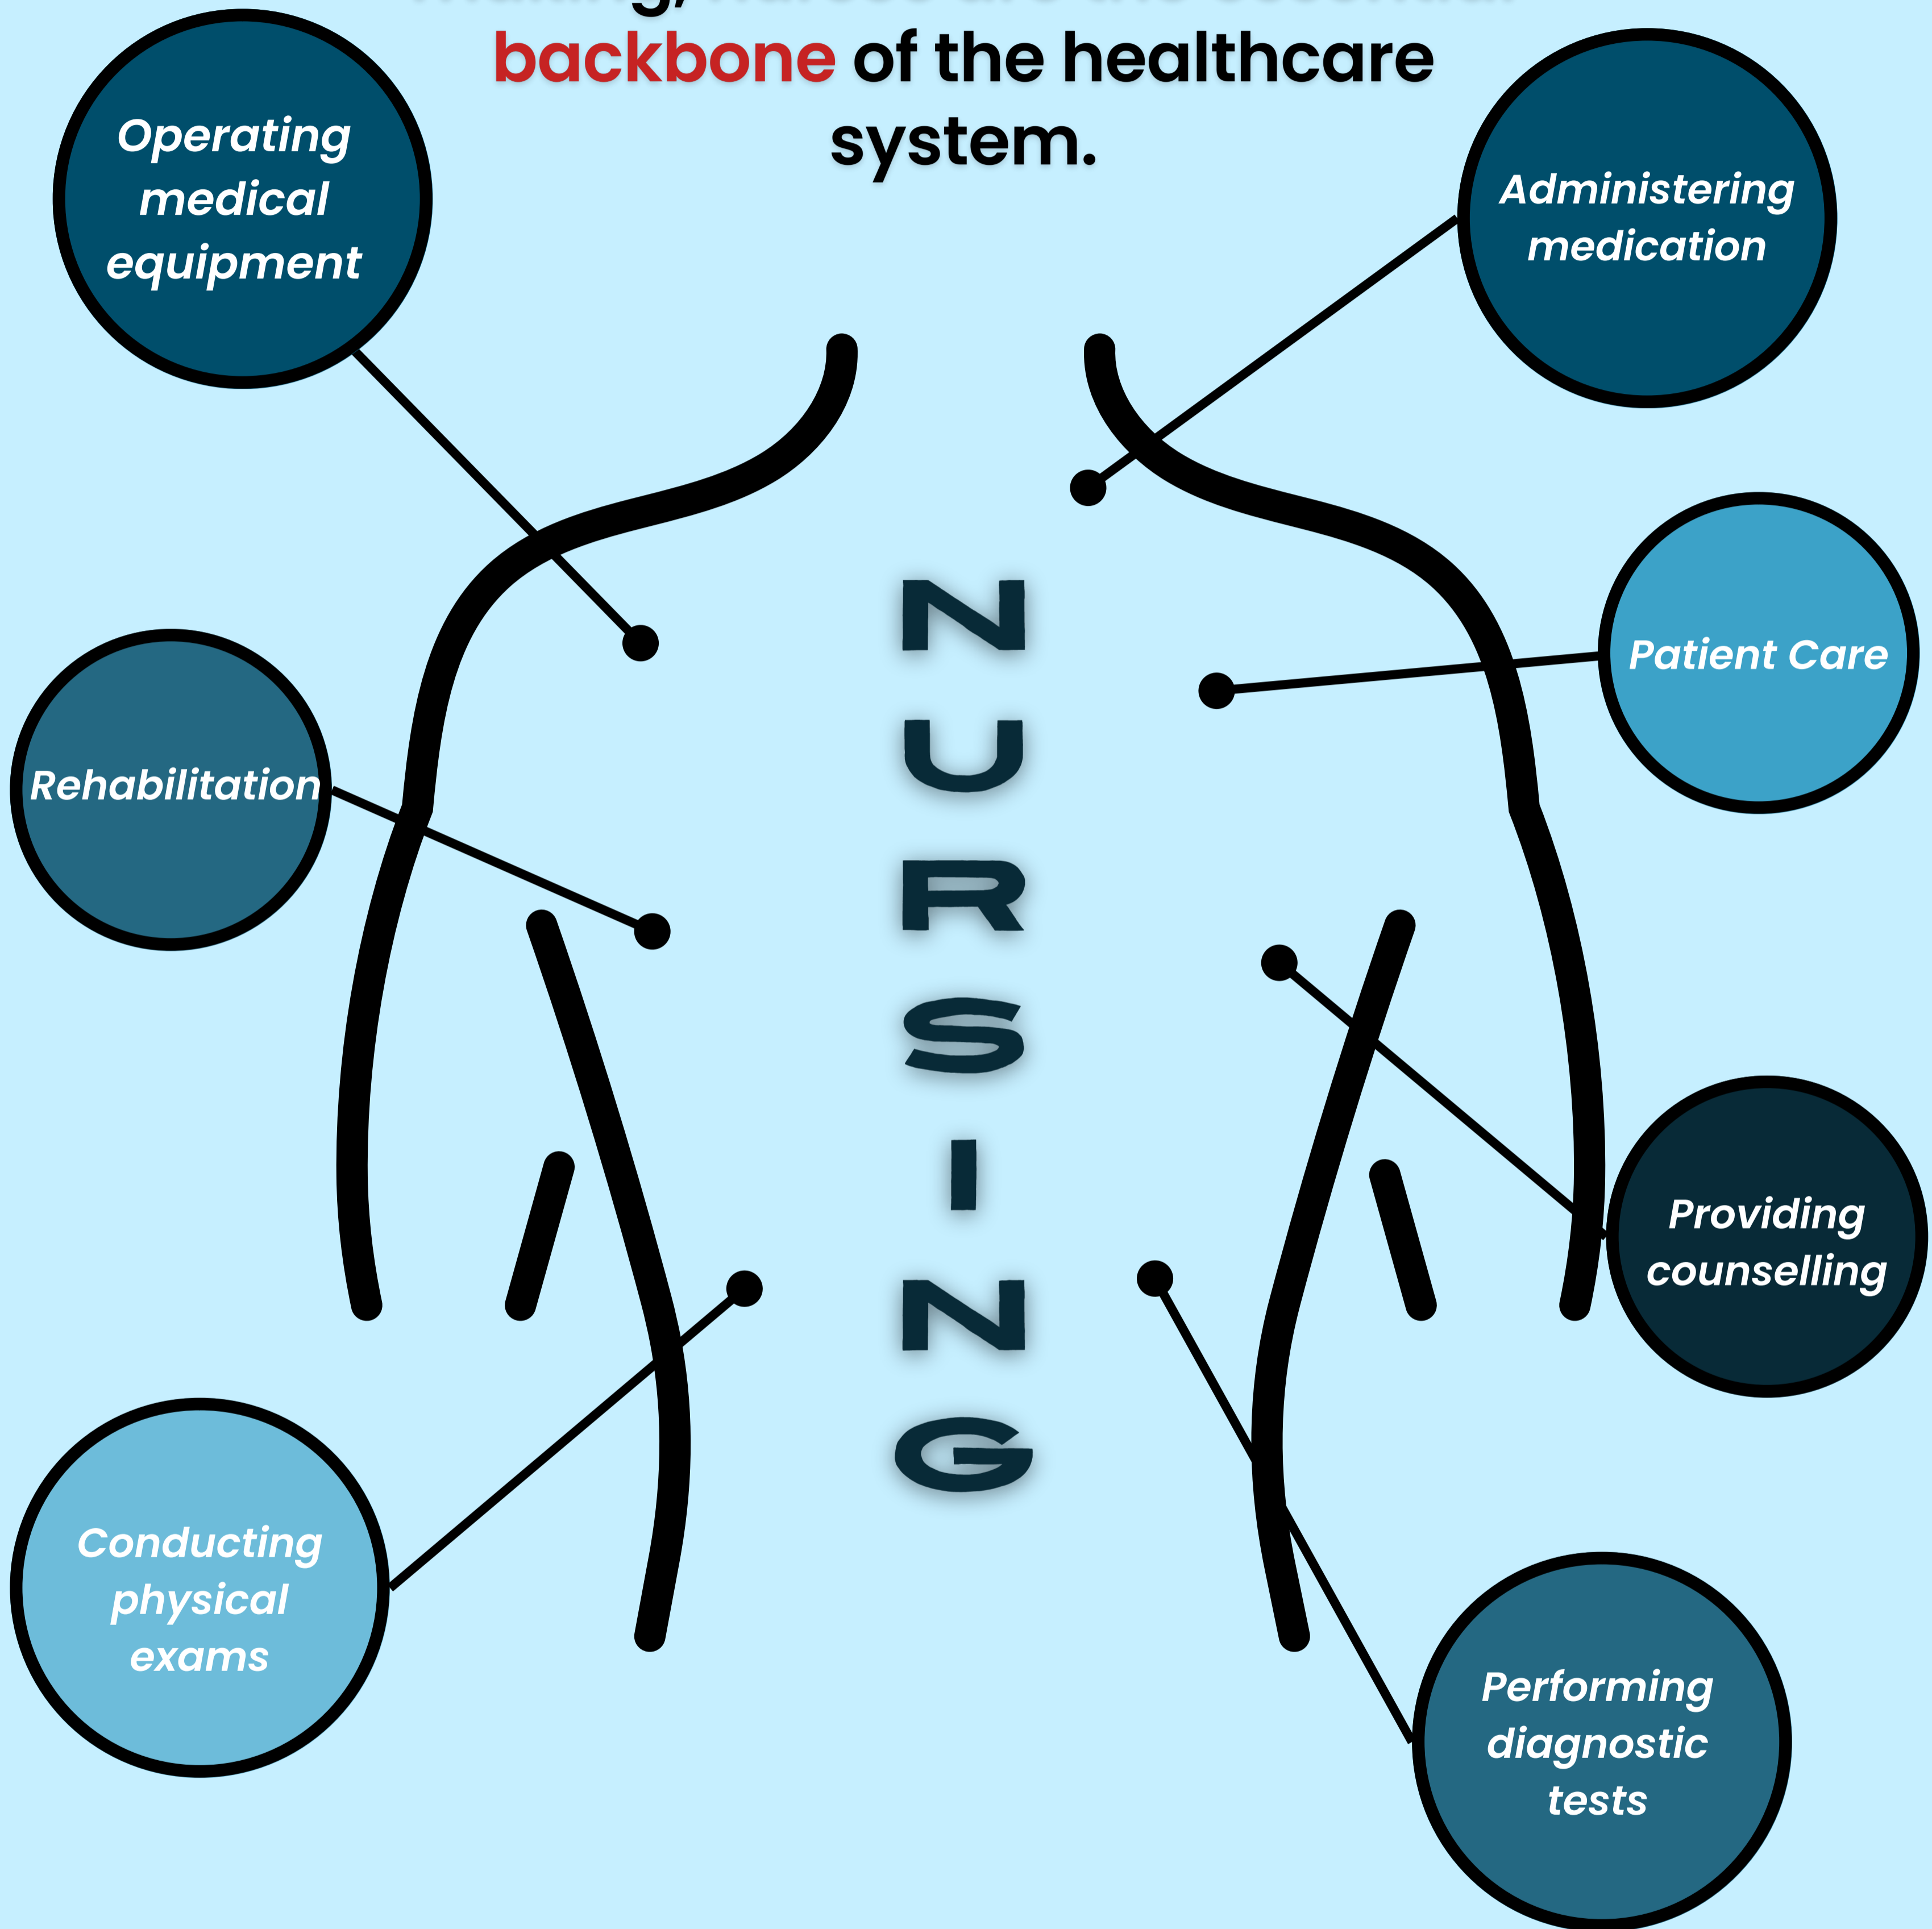 backbone of the healthcare
system.
Operating
medical
equipment
Administering
medication
Patient Care
Rehabilitation
NURSING
Providing
counselling
Conducting
physical
exams
Performing
diagnostic
tests